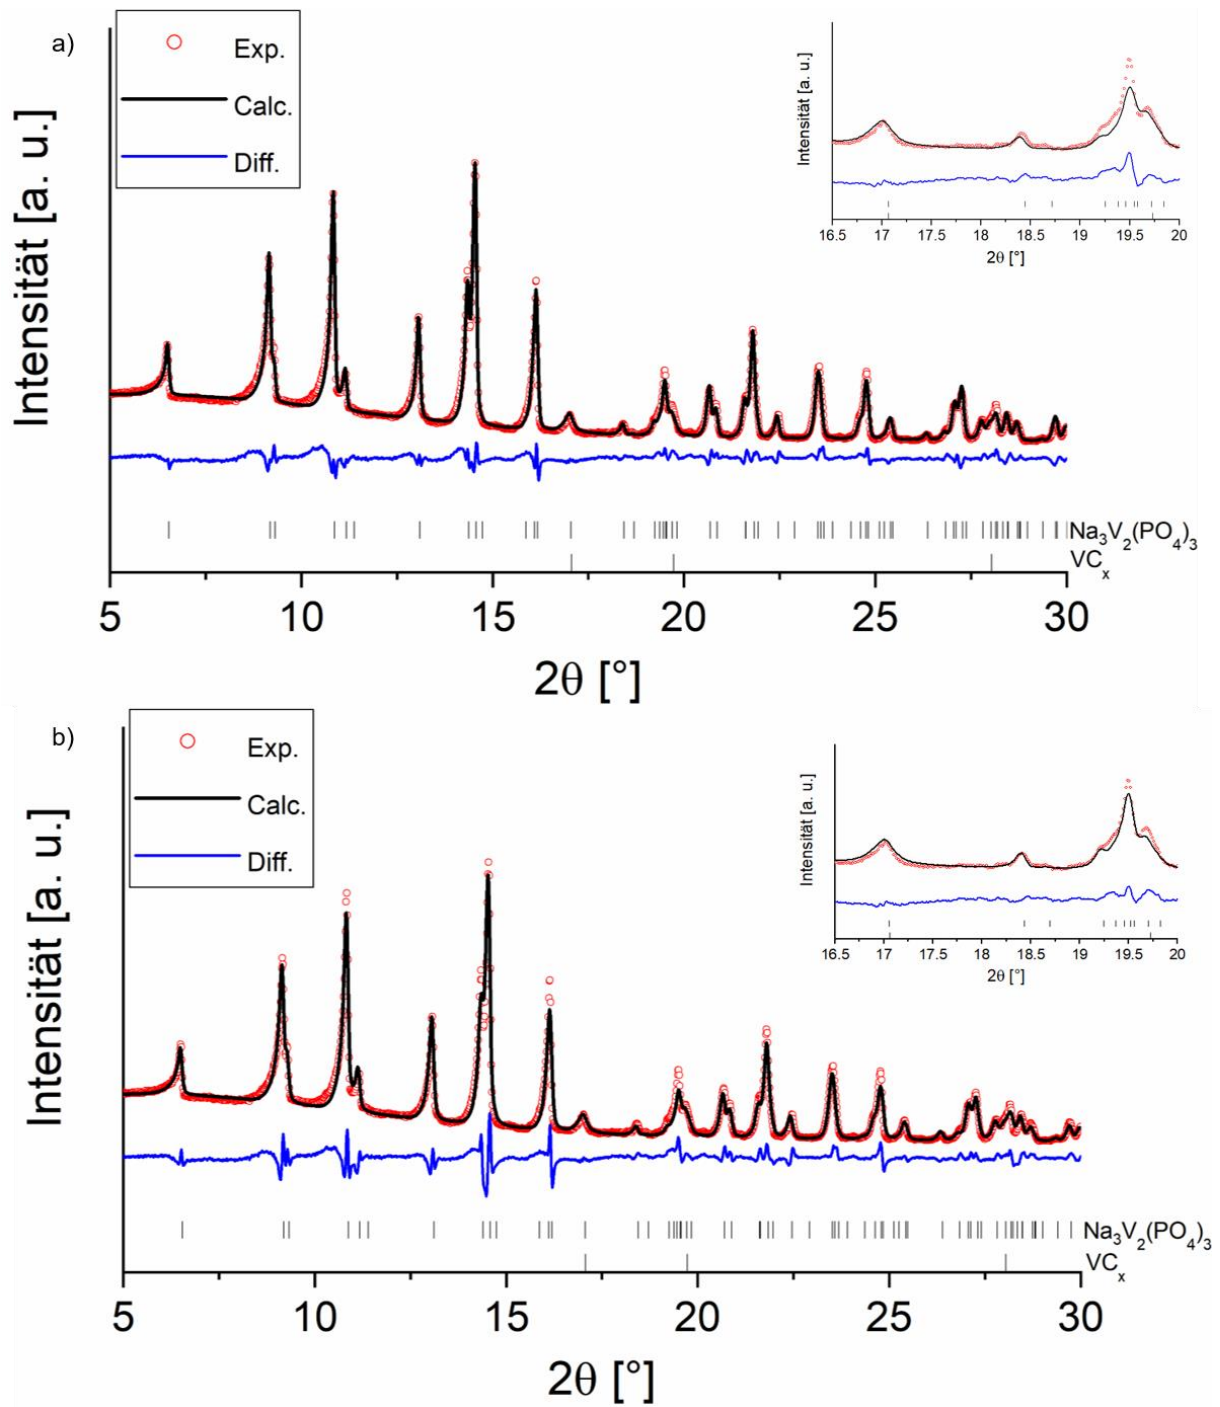 a)
Exp.
Calc.
Diff.
Intensität [a. u.]
Intensität [a. u.]
16.5 17 17.5 18 18.5 19 19.5 20
2θ [°]
Na₃V₂(PO₄)₃
VCₓ
5 10 15 20 25 30
2θ [°]
b)
Exp.
Calc.
Diff.
Intensität [a. u.]
Intensität [a. u.]
16.5 17 17.5 18 18.5 19 19.5 20
2θ [°]
Na₃V₂(PO₄)₃
VCₓ
5 10 15 20 25 30
2θ [°]